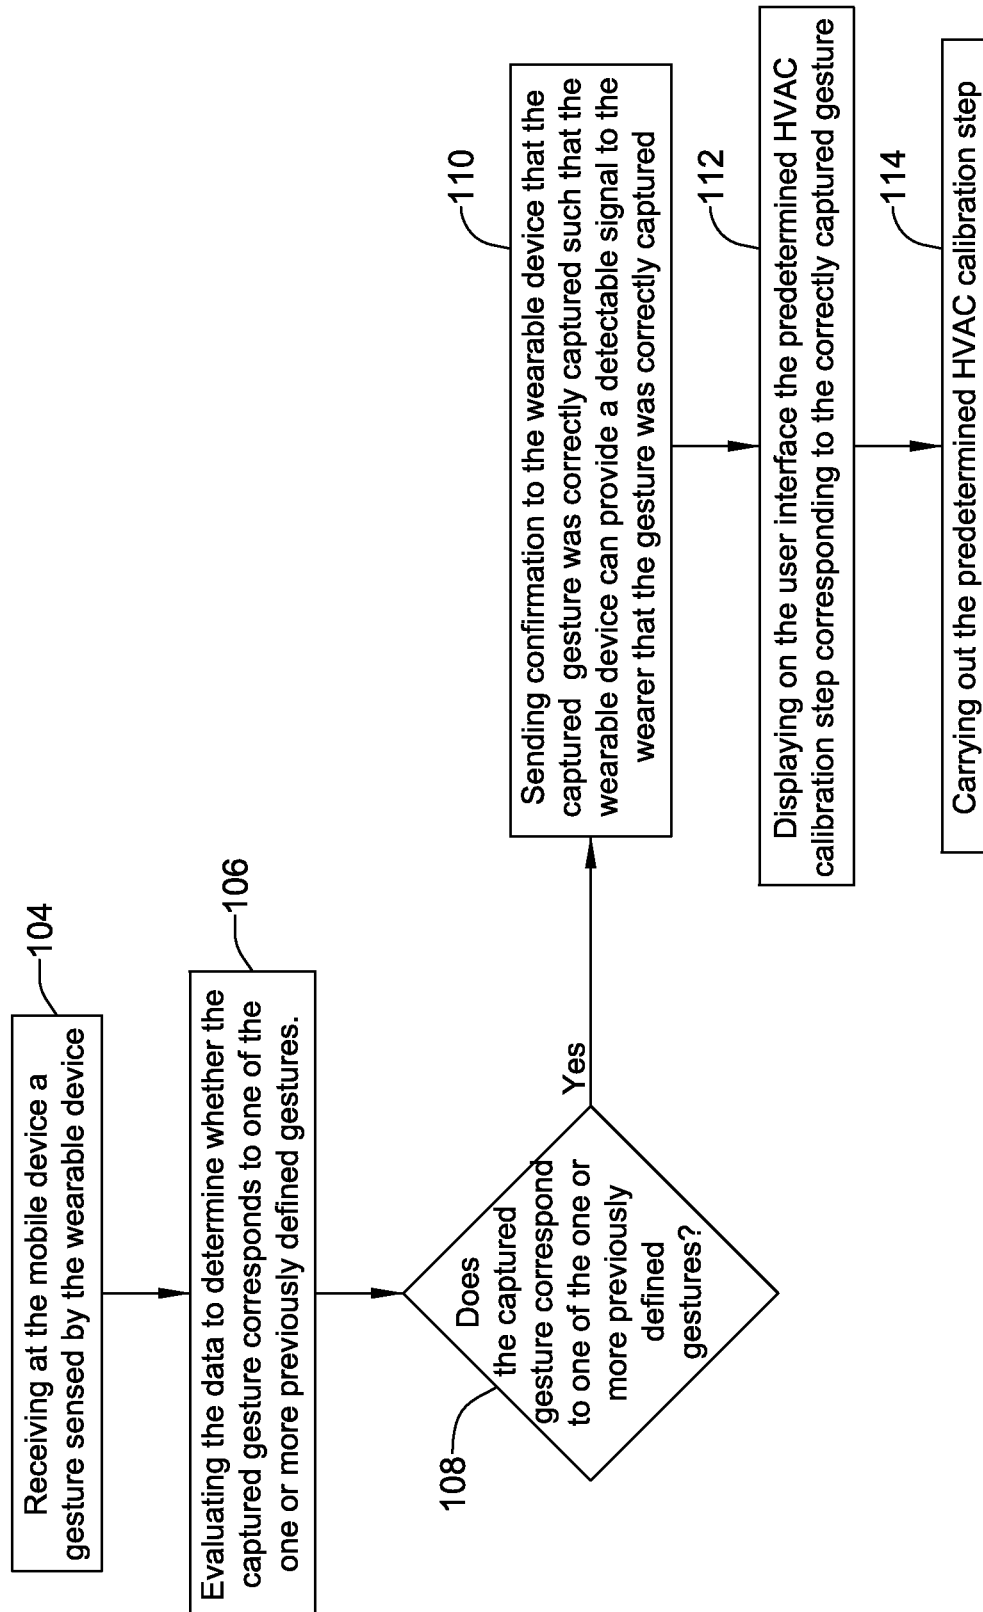 Receiving at the mobile device a
gesture sensed by the wearable device
104
Evaluating the data to determine whether the
captured gesture corresponds to one of the
one or more previously defined gestures.
106
Does
the captured
gesture correspond
to one of the one or
more previously
defined
gestures?
108
Yes
Sending confirmation to the wearable device that the
captured gesture was correctly captured such that the
wearable device can provide a detectable signal to the
wearer that the gesture was correctly captured
110
Displaying on the user interface the predetermined HVAC
calibration step corresponding to the correctly captured gesture
112
Carrying out the predetermined HVAC calibration step
114